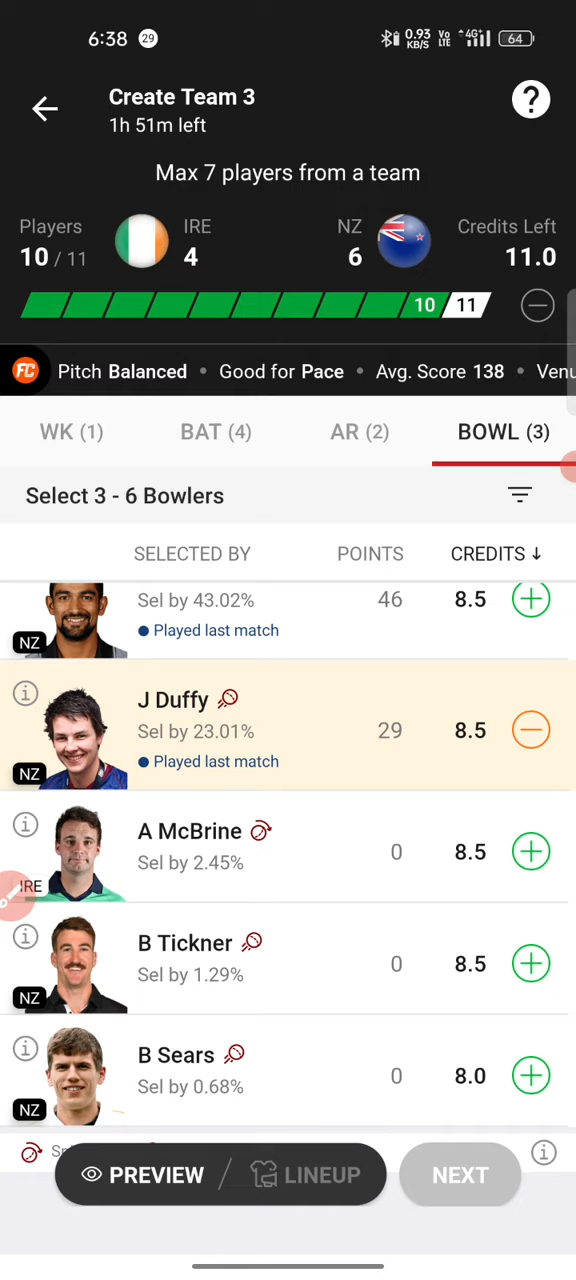 6:38 29 0.93 KB/S Vo LTE 4G 64
Create Team 3
1h 51m left
?
Max 7 players from a team
Players IRE NZ Credits Left
10 / 11 4 6 11.0
10 11
FC Pitch Balanced • Good for Pace • Avg. Score 138 • Venu
WK (1) BAT (4) AR (2) BOWL (3)
Select 3 - 6 Bowlers
SELECTED BY POINTS CREDITS ↓
Sel by 43.02% 46 8.5
NZ Played last match
J Duffy
Sel by 23.01% 29 8.5
NZ Played last match
A McBrine
Sel by 2.45% 0 8.5
IRE
B Tickner
Sel by 1.29% 0 8.5
NZ
B Sears
Sel by 0.68% 0 8.0
NZ
PREVIEW / LINEUP NEXT